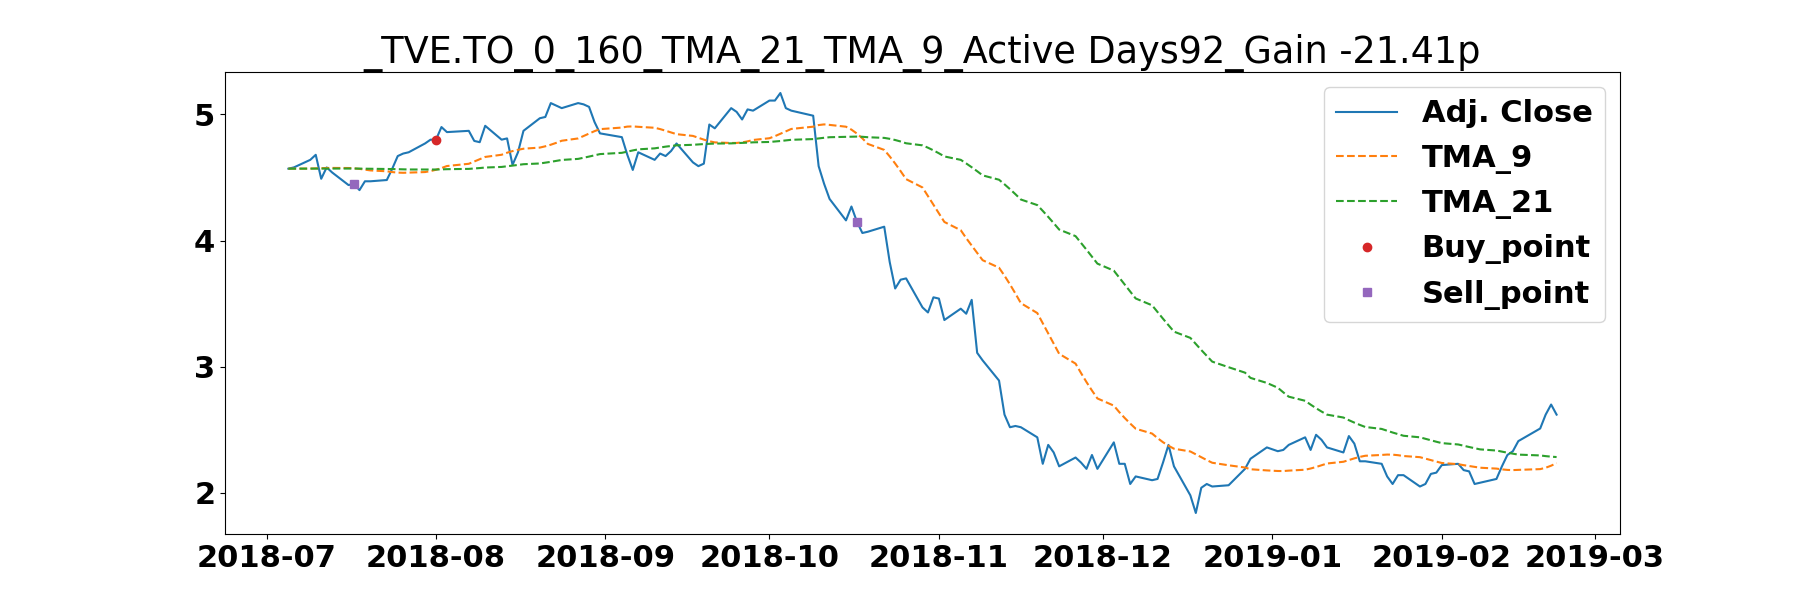 _TVE.TO_0_160_TMA_21_TMA_9_Active Days92_Gain -21.41p
Adj. Close
TMA_9
TMA_21
Buy_point
Sell_point
5
4
3
2
2018-07 2018-08 2018-09 2018-10 2018-11 2018-12 2019-01 2019-02 2019-03